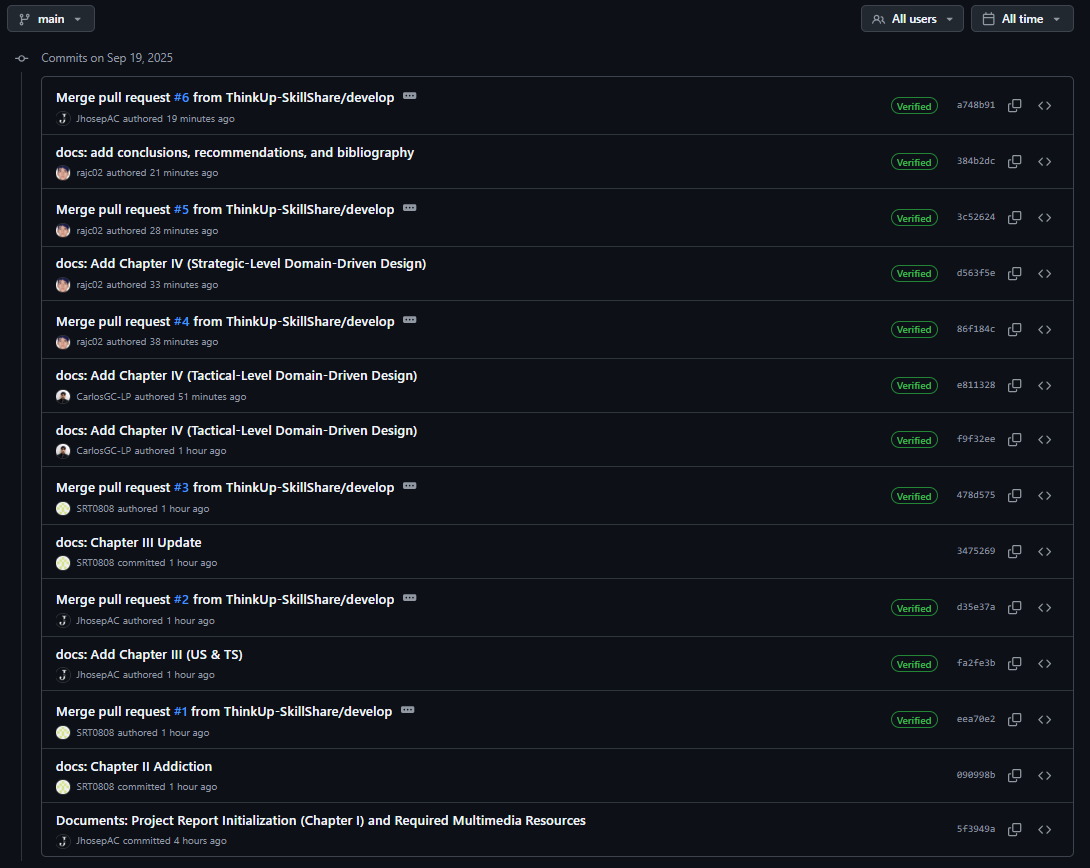 main
All users
All time
Commits on Sep 19, 2025
Merge pull request #6 from ThinkUp-SkillShare/develop
JhosepAC authored 19 minutes ago
Verified
a748b91
docs: add conclusions, recommendations, and bibliography
rajc02 authored 21 minutes ago
Verified
384b2dc
Merge pull request #5 from ThinkUp-SkillShare/develop
rajc02 authored 28 minutes ago
Verified
3c52624
docs: Add Chapter IV (Strategic-Level Domain-Driven Design)
rajc02 authored 33 minutes ago
Verified
d563f5e
Merge pull request #4 from ThinkUp-SkillShare/develop
rajc02 authored 38 minutes ago
Verified
86f184c
docs: Add Chapter IV (Tactical-Level Domain-Driven Design)
CarlosGC-LP authored 51 minutes ago
Verified
e811328
docs: Add Chapter IV (Tactical-Level Domain-Driven Design)
CarlosGC-LP authored 1 hour ago
Verified
f9f32ee
Merge pull request #3 from ThinkUp-SkillShare/develop
SRT0808 authored 1 hour ago
Verified
478d575
docs: Chapter III Update
SRT0808 committed 1 hour ago
3475269
Merge pull request #2 from ThinkUp-SkillShare/develop
JhosepAC authored 1 hour ago
Verified
d35e37a
docs: Add Chapter III (US & TS)
JhosepAC authored 1 hour ago
Verified
fa2fe3b
Merge pull request #1 from ThinkUp-SkillShare/develop
SRT0808 authored 1 hour ago
Verified
eea70e2
docs: Chapter II Addiction
SRT0808 committed 1 hour ago
090998b
Documents: Project Report Initialization (Chapter I) and Required Multimedia Resources
JhosepAC committed 4 hours ago
5f3949a